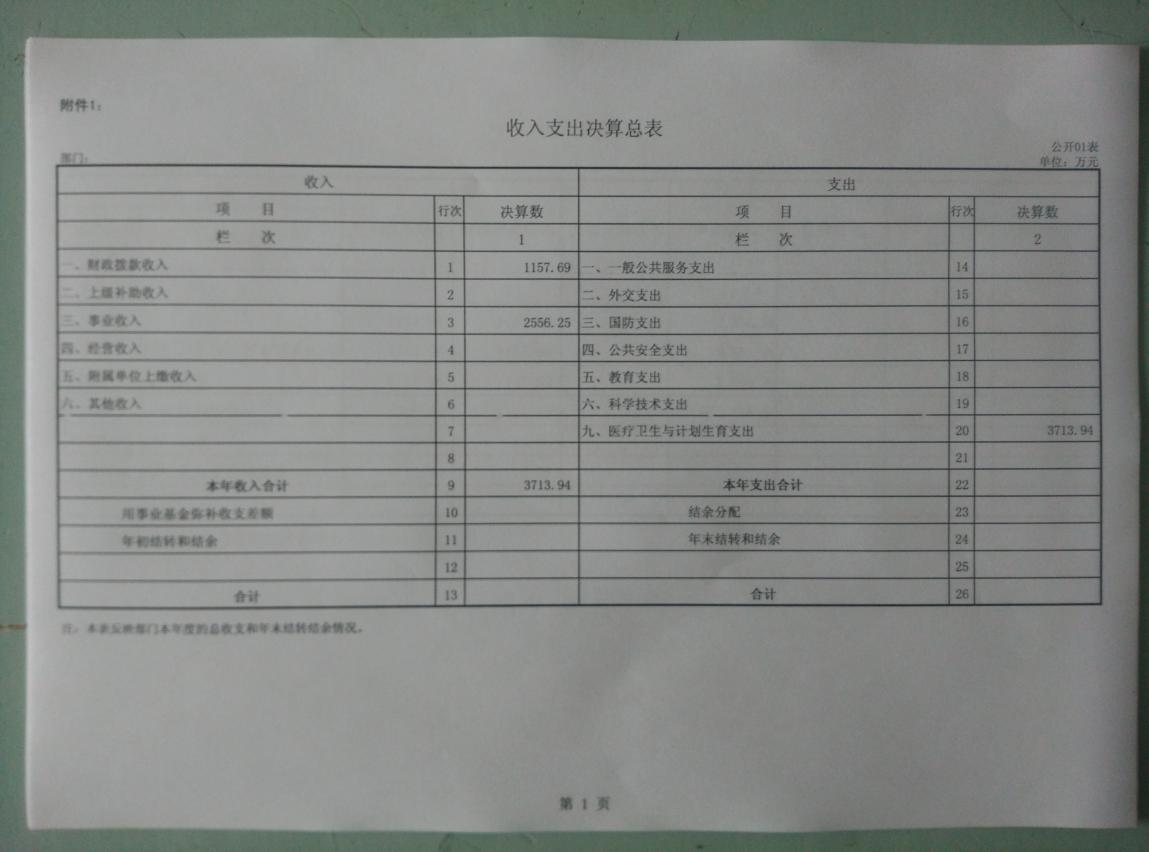 附件1：
收入支出决算总表
公开01表
部门： 单位：万元
收入 支出
项 目 行次 决算数 项 目 行次 决算数
栏 次 1 栏 次 2
一、财政拨款收入 1 1157.69 一、一般公共服务支出 14
二、上级补助收入 2 二、外交支出 15
三、事业收入 3 2556.25 三、国防支出 16
四、经营收入 4 四、公共安全支出 17
五、附属单位上缴收入 5 五、教育支出 18
六、其他收入 6 六、科学技术支出 19
7 九、医疗卫生与计划生育支出 20 3713.94
8 21
本年收入合计 9 3713.94 本年支出合计 22
用事业基金弥补收支差额 10 结余分配 23
年初结转和结余 11 年末结转和结余 24
12 25
合计 13 合计 26
注：本表反映部门本年度的总收支和年末结转结余情况。
第 1 页